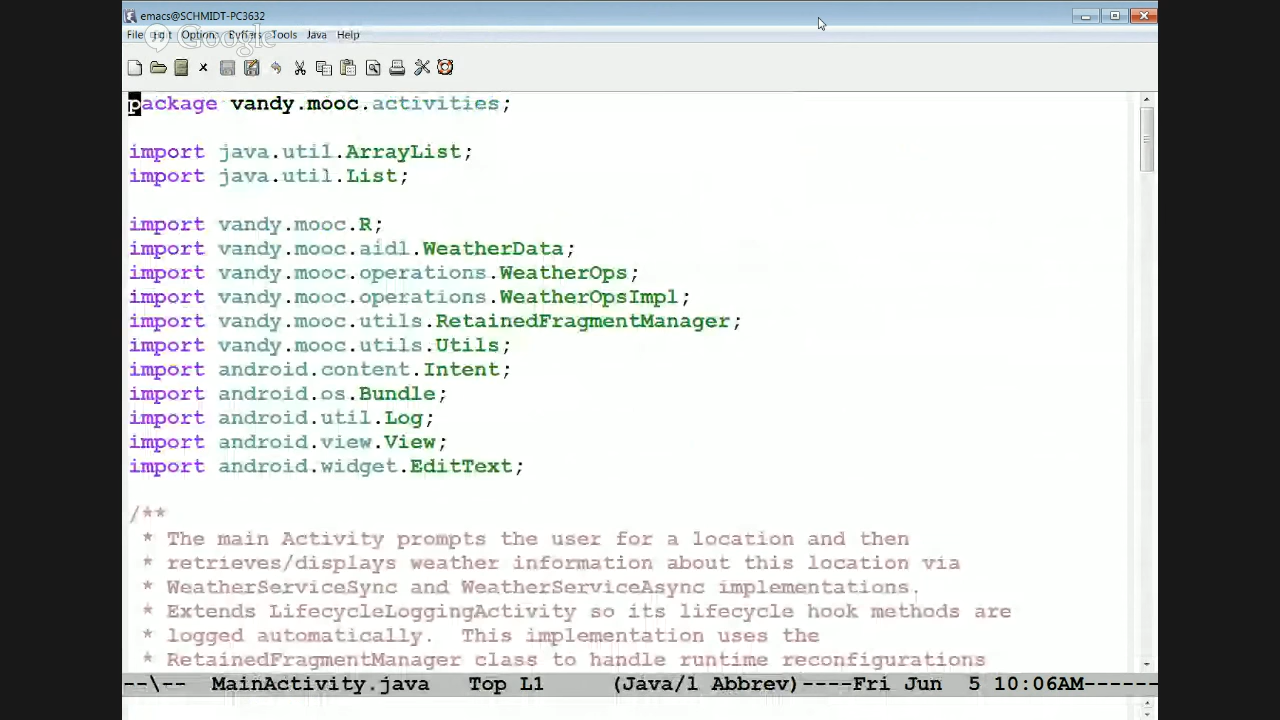 emacs@SCHMIDT-PC3632
File Edit Options Buffers Tools Java Help
Google
package vandy.mooc.activities;
import java.util.ArrayList;
import java.util.List;
import vandy.mooc.R;
import vandy.mooc.aidl.WeatherData;
import vandy.mooc.operations.WeatherOps;
import vandy.mooc.operations.WeatherOpsImpl;
import vandy.mooc.utils.RetainedFragmentManager;
import vandy.mooc.utils.Utils;
import android.content.Intent;
import android.os.Bundle;
import android.util.Log;
import android.view.View;
import android.widget.EditText;
/**
* The main Activity prompts the user for a location and then
* retrieves/displays weather information about this location via
* WeatherServiceSync and WeatherServiceAsync implementations.
* Extends LifecycleLoggingActivity so its lifecycle hook methods are
* logged automatically.  This implementation uses the
* RetainedFragmentManager class to handle runtime reconfigurations
--\-- MainActivity.java Top L1 (Java/l Abbrev)----Fri Jun 5 10:06AM------